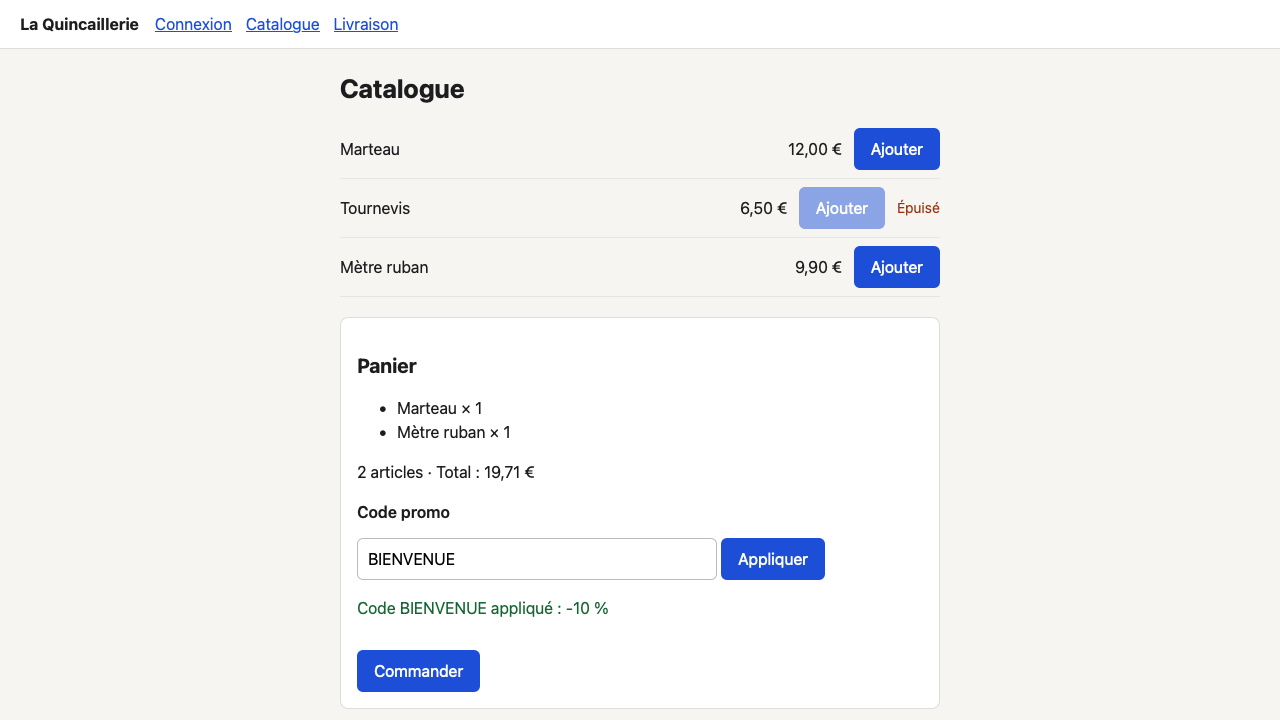 La Quincaillerie Connexion Catalogue Livraison
Catalogue
Marteau 12,00 € Ajouter
Tournevis 6,50 € Ajouter Épuisé
Mètre ruban 9,90 € Ajouter
Panier
• Marteau × 1
• Mètre ruban × 1
2 articles · Total : 19,71 €
Code promo
BIENVENUE Appliquer
Code BIENVENUE appliqué : -10 %
Commander